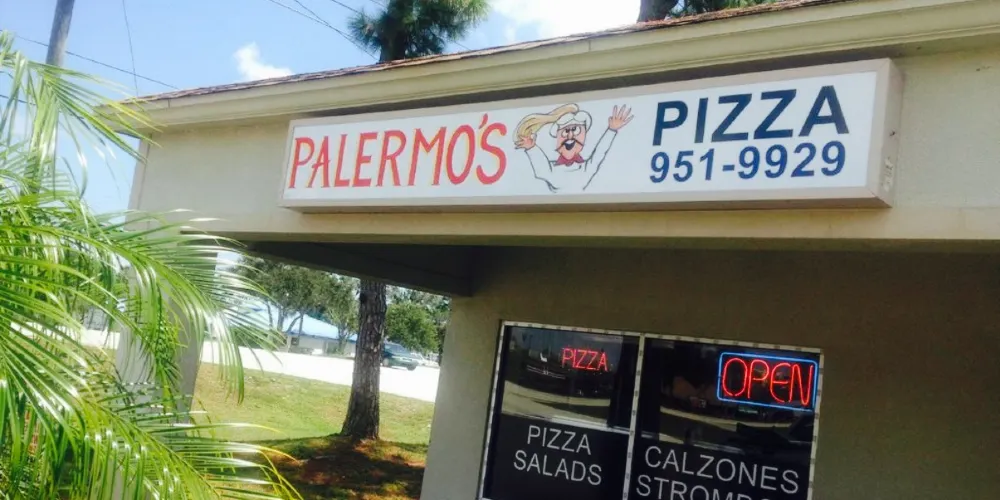 PALERMO'S
PIZZA
951-9929
PIZZA
OPEN
PIZZA
SALADS
CALZONES